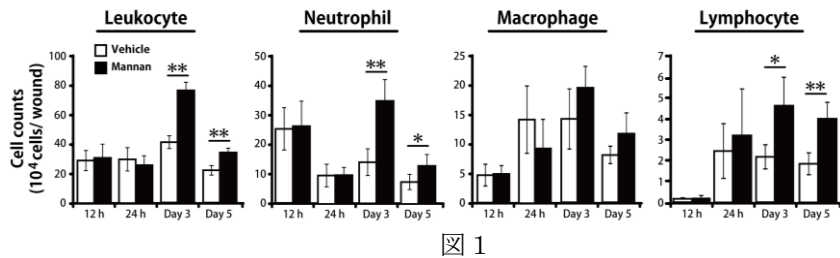 Leukocyte
Neutrophil
Macrophage
Lymphocyte
Cell counts
(10⁴cells/ wound)
100
80
60
40
20
0
Vehicle
Mannan
**
**
12 h
24 h
Day 3
Day 5
50
40
30
20
10
0
**
*
12 h
24 h
Day 3
Day 5
25
20
15
10
5
0
12 h
24 h
Day 3
Day 5
7
6
5
4
3
2
1
0
*
**
12 h
24 h
Day 3
Day 5
図 1